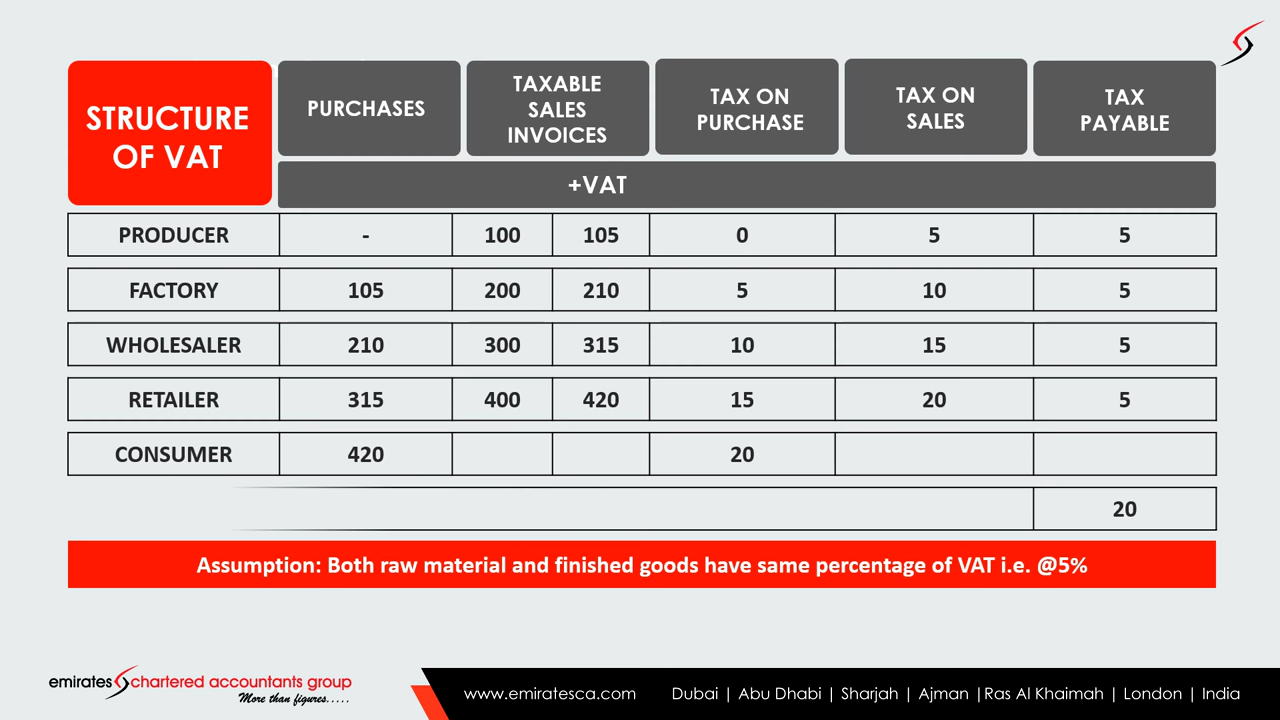 STRUCTURE
OF VAT
PURCHASES
TAXABLE
SALES
INVOICES
TAX ON
PURCHASE
TAX ON
SALES
TAX
PAYABLE
+VAT
PRODUCER - 100 105 0 5 5
FACTORY 105 200 210 5 10 5
WHOLESALER 210 300 315 10 15 5
RETAILER 315 400 420 15 20 5
CONSUMER 420 20
20
Assumption: Both raw material and finished goods have same percentage of VAT i.e. @5%
emirates chartered accountants group
More than figures.....
www.emiratesca.com Dubai | Abu Dhabi | Sharjah | Ajman |Ras Al Khaimah | London | India